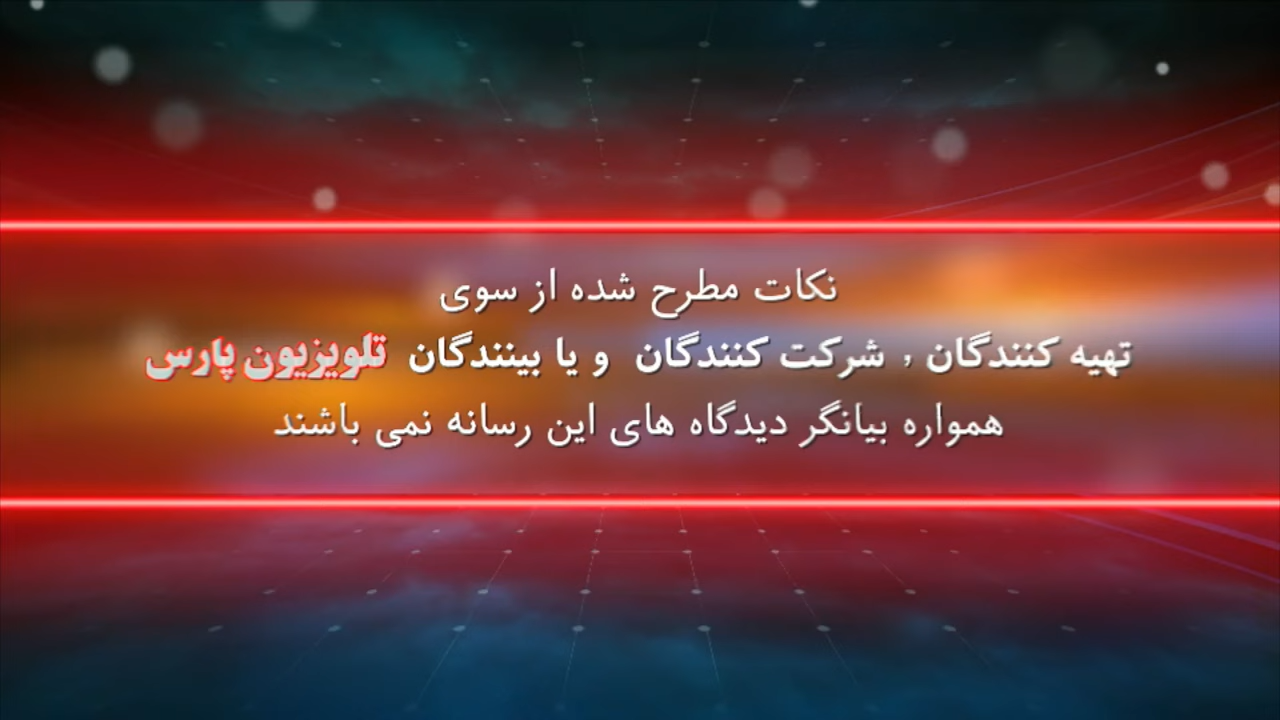 نکات مطرح شده از سوی
تهیه کنندگان , شرکت کنندگان و یا بینندگان تلویزیون پارس
همواره بیانگر دیدگاه های این رسانه نمی باشند